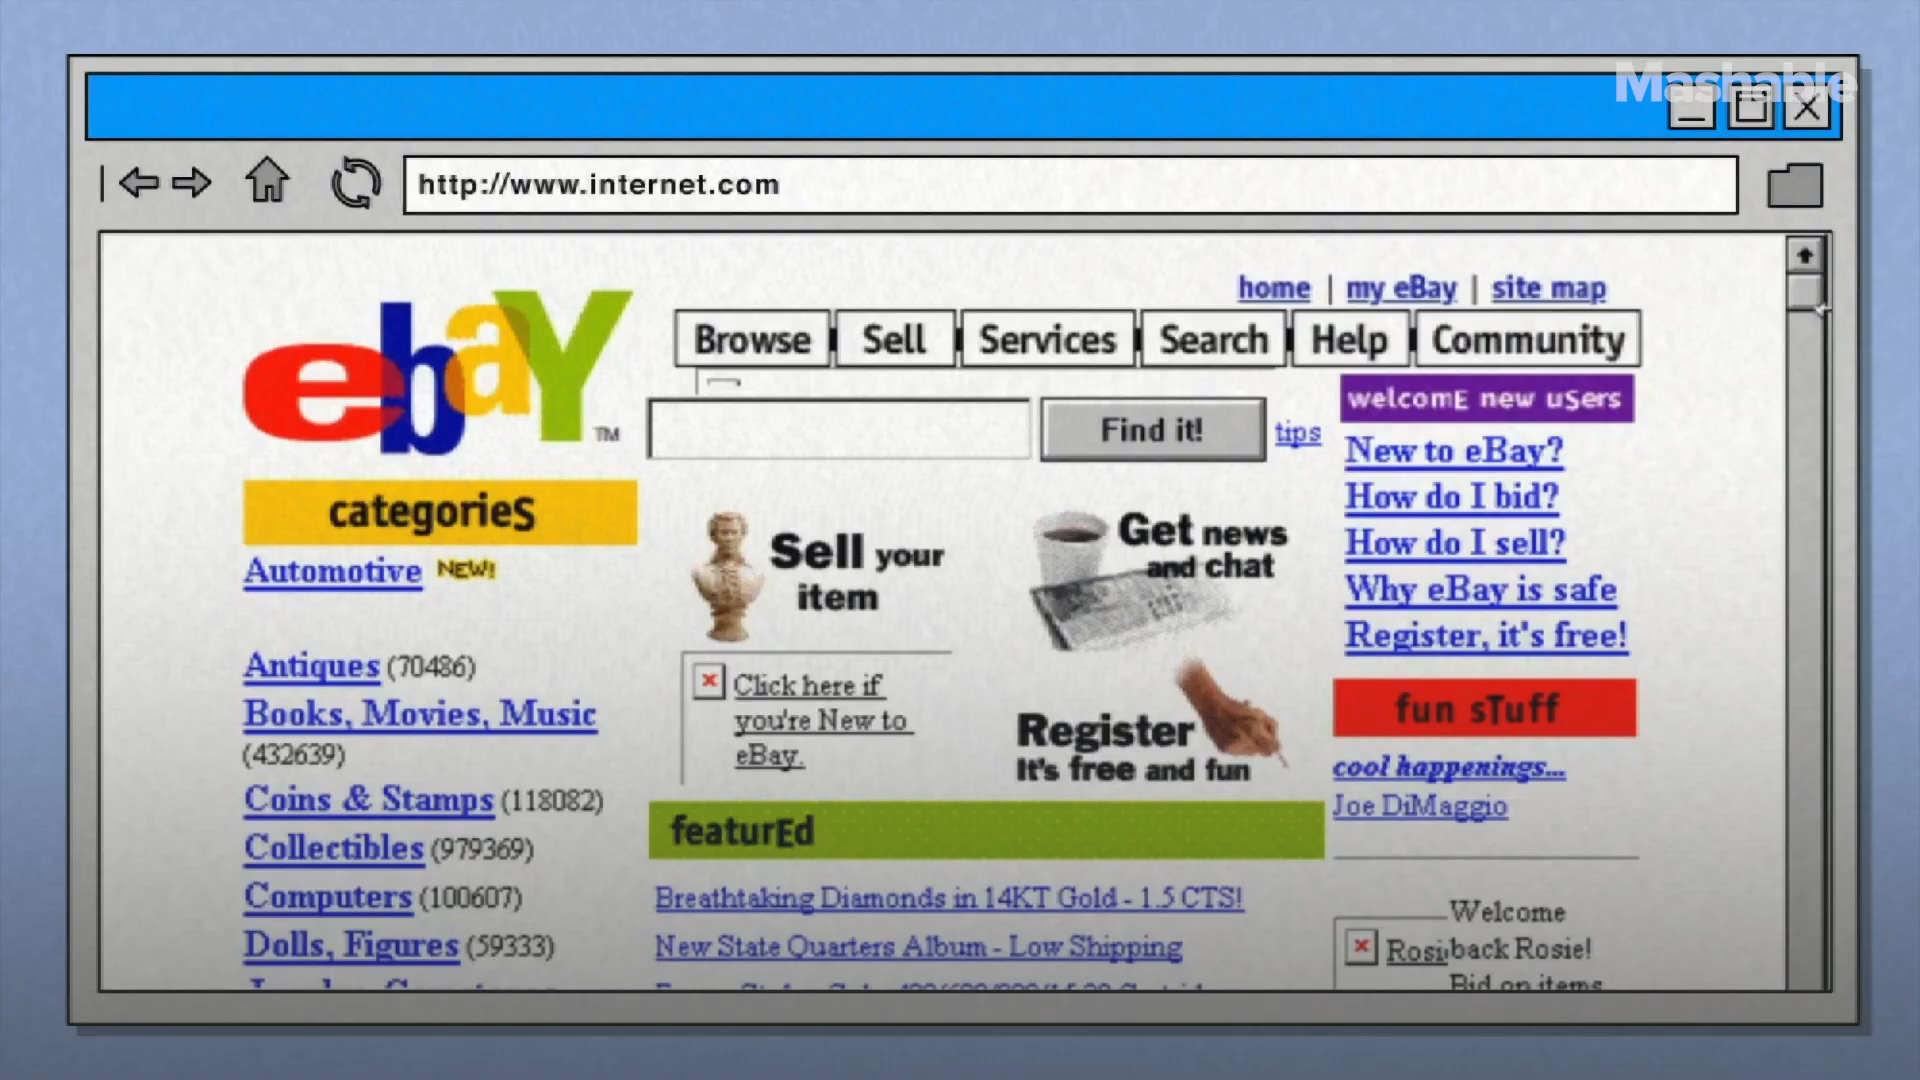 Mashable
http://www.internet.com
home | my eBay | site map
ebaY™
Browse
Sell
Services
Search
Help
Community
Find it!
tips
welcomE new uSers
New to eBay?
How do I bid?
How do I sell?
Why eBay is safe
Register, it's free!
categorieS
Automotive NEW!
Antiques (70486)
Books, Movies, Music
(432639)
Coins & Stamps (118082)
Collectibles (979369)
Computers (100607)
Dolls, Figures (59333)
Sell your
item
Get news
and chat
Click here if
you're New to
eBay.
Register
It's free and fun
fun sTuff
cool happenings...
Joe DiMaggio
featurEd
Breathtaking Diamonds in 14KT Gold - 1.5 CTS!
New State Quarters Album - Low Shipping
Welcome
back Rosie!
Bid on items